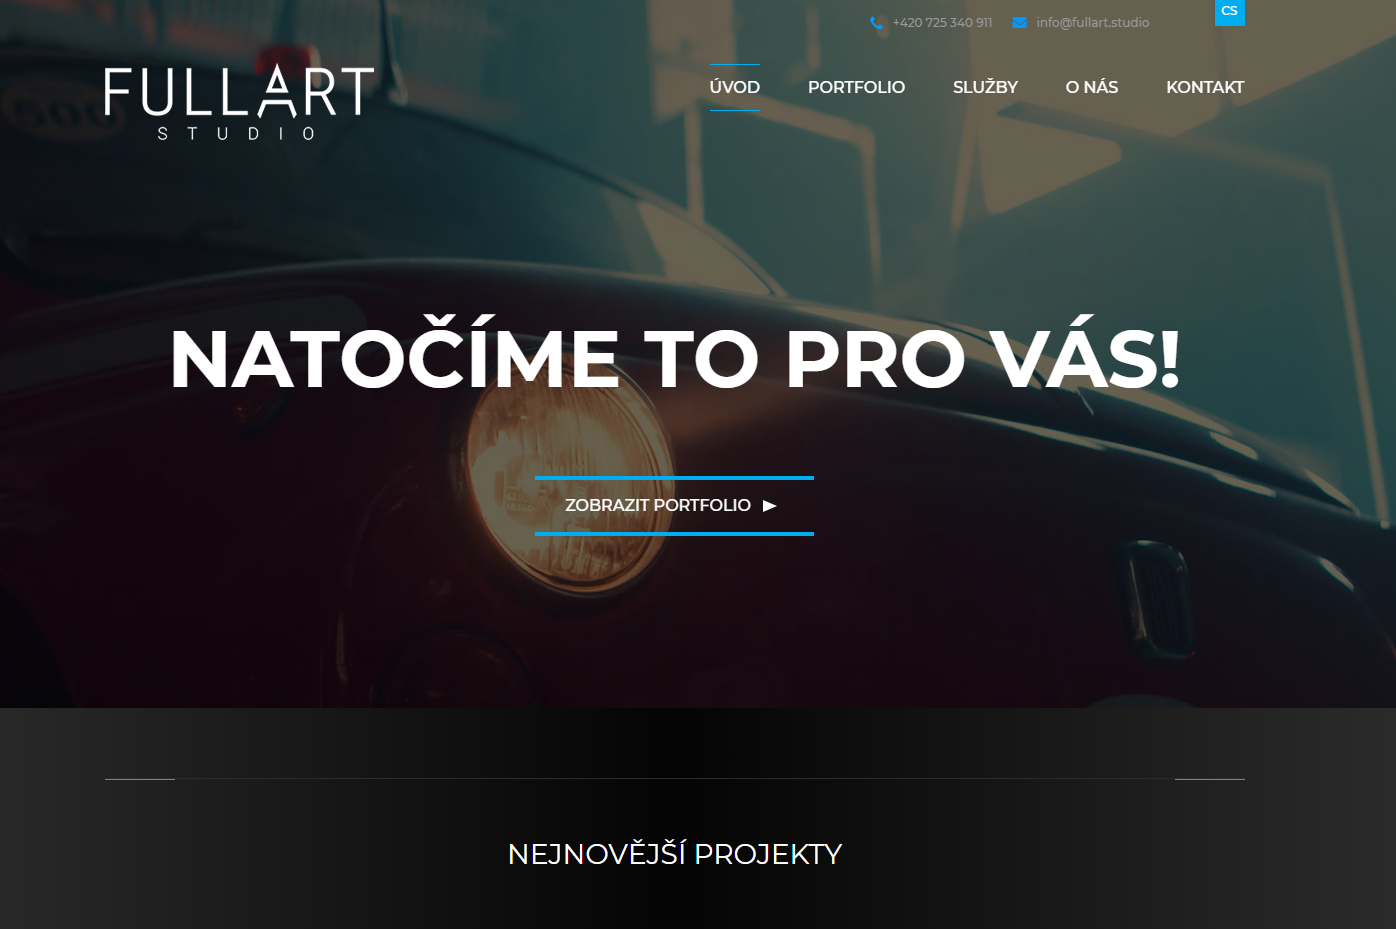 +420 725 340 911 info@fullart.studio CS
FULLART
STUDIO
ÚVOD PORTFOLIO SLUŽBY O NÁS KONTAKT
NATOČÍME TO PRO VÁS!
ZOBRAZIT PORTFOLIO
NEJNOVĚJŠÍ PROJEKTY